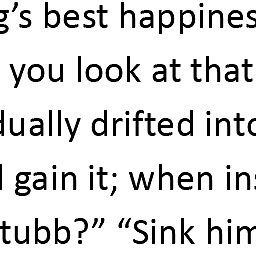 g’s best happines
you look at that
dually drifted into
l gain it; when ins
tubb?” “Sink him